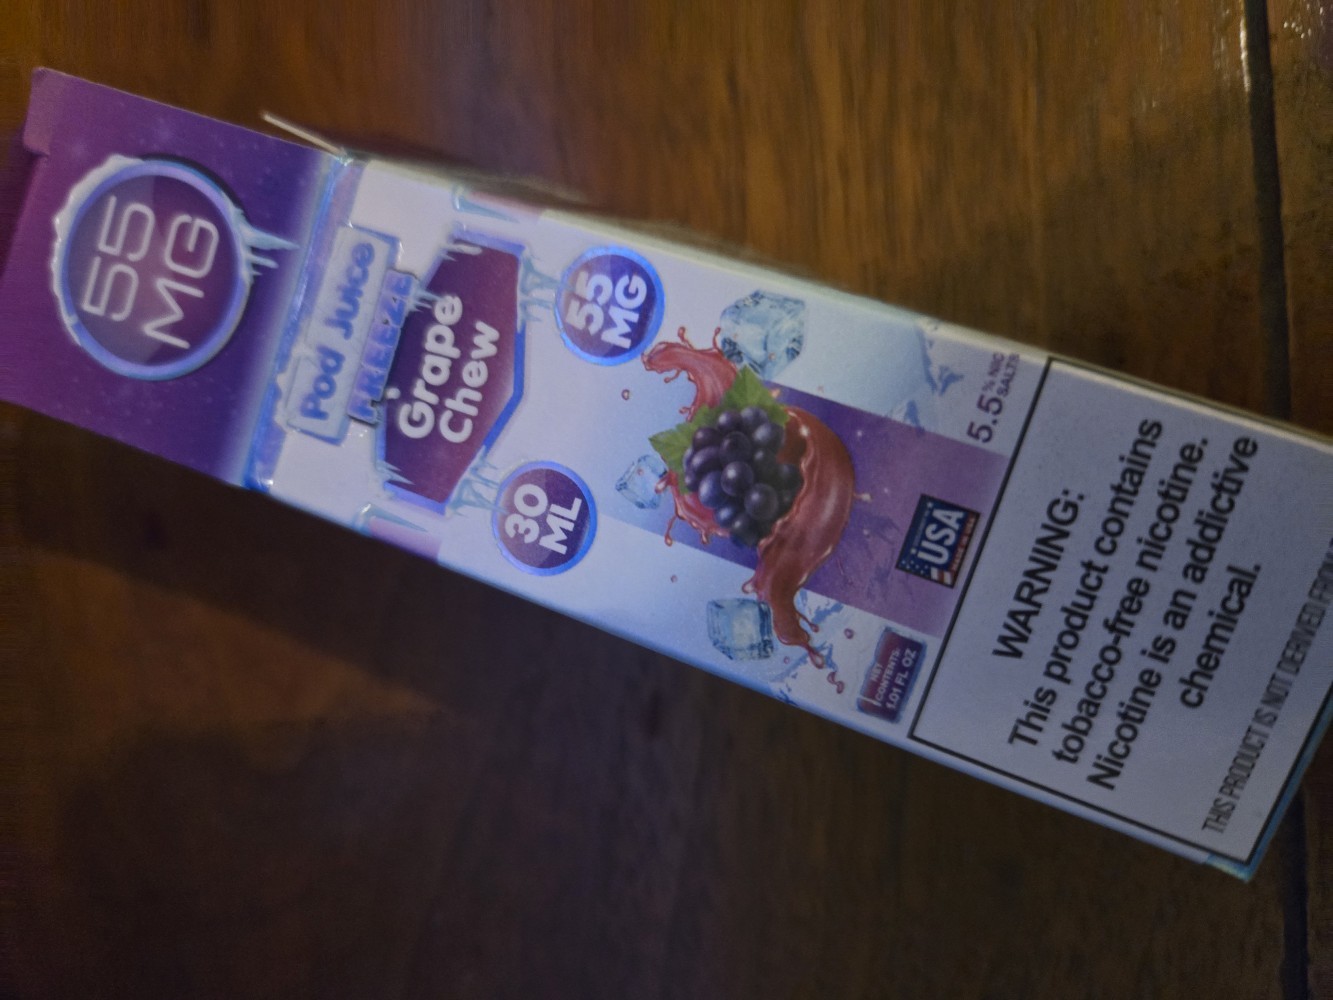 55
MG
Pod Juice
FREEZE
Grape
Chew
55
MG
30
ML
5.5% NIC
SALTS
USA
NET
CONTENTS:
1.01 FL OZ
WARNING:
This product contains
tobacco-free nicotine.
Nicotine is an addictive
chemical.
THIS PRODUCT IS NOT DERIVED FROM